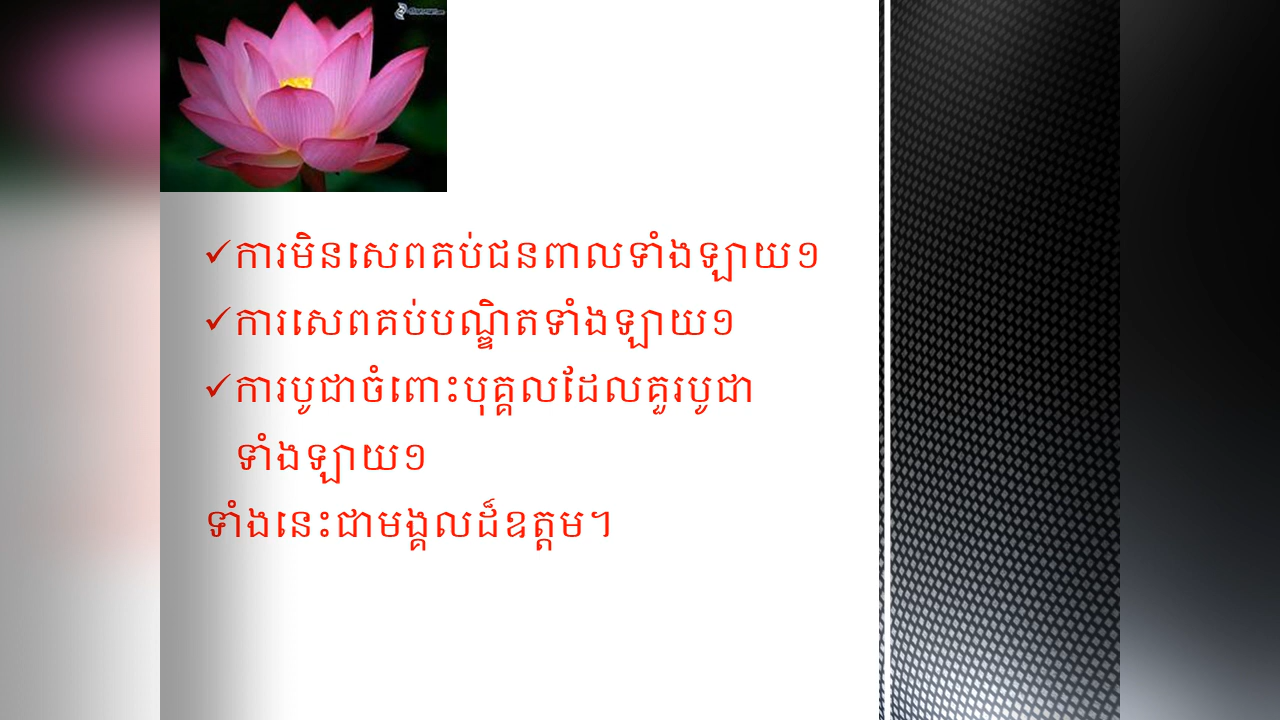 ការមិនសេពគប់ជនពាលទាំងឡាយ១
ការសេពគប់បណ្ឌិតទាំងឡាយ១
ការបូជាចំពោះបុគ្គលដែលគួរបូជា
ទាំងឡាយ១
ទាំងនេះជាមង្គលដ៏ឧត្តម។